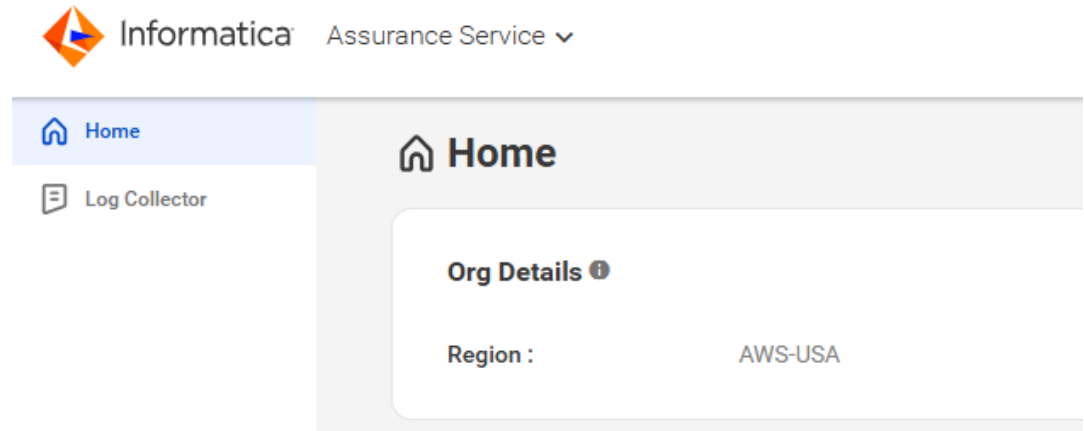 Informatica Assurance Service
Home
Log Collector
Home
Org Details
Region : AWS-USA